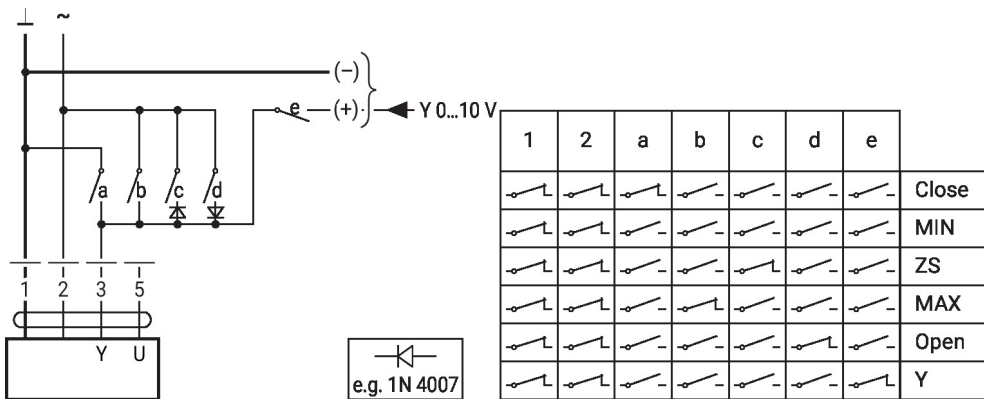 ⊥ ~
(–)
(+)
Y 0...10 V
e
a b c d
1 2 3 5
Y U
e.g. 1N 4007
1 2 a b c d e
Close
MIN
ZS
MAX
Open
Y